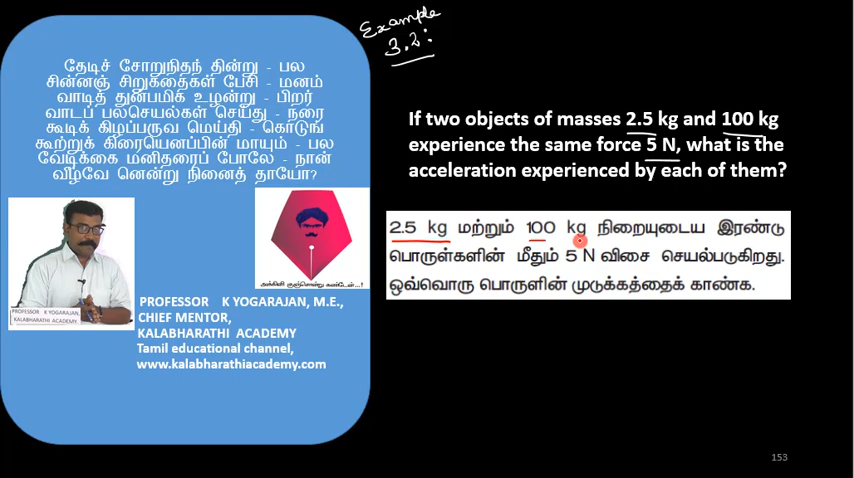 Example
3.2:
தேடிச் சோறுநிதந் தின்று - பல
சின்னஞ் சிறுகதைகள் பேசி - மனம்
வாடித் துன்பமிக உழன்று - பிறர்
வாடப் பலசெயல்கள் செய்து - நரை
கூடிக் கிழப்பருவ மெய்தி - கொடுங்
கூற்றுக் கிரையெனப்பின் மாயும் - பல
வேடிக்கை மனிதரைப் போலே - நான்
வீழ்வே னென்று நினைத் தாயோ?
அக்கினி குஞ்சொன்று கண்டேன்...!
PROFESSOR K YOGARAJAN,
KALABHARATHI ACADEMY
PROFESSOR K YOGARAJAN, M.E.,
CHIEF MENTOR,
KALABHARATHI ACADEMY
Tamil educational channel,
www.kalabharathiacademy.com
If two objects of masses 2.5 kg and 100 kg
experience the same force 5 N, what is the
acceleration experienced by each of them?
2.5 kg மற்றும் 100 kg நிறையுடைய இரண்டு
பொருள்களின் மீதும் 5 N விசை செயல்படுகிறது.
ஒவ்வொரு பொருளின் முடுக்கத்தைக் காண்க.
153